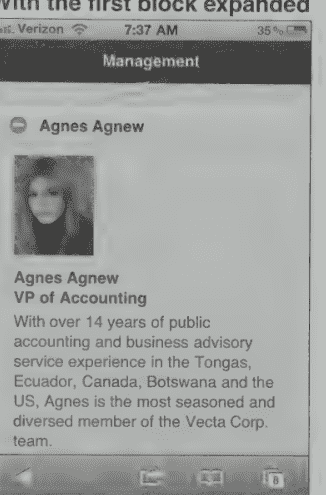 With the first block expanded
Verizon 7:37 AM 35%
Management
Agnes Agnew
Agnes Agnew
VP of Accounting
With over 14 years of public
accounting and business advisory
service experience in the Tongas,
Ecuador, Canada, Botswana and the
US, Agnes is the most seasoned and
diversed member of the Vecta Corp.
team.
8